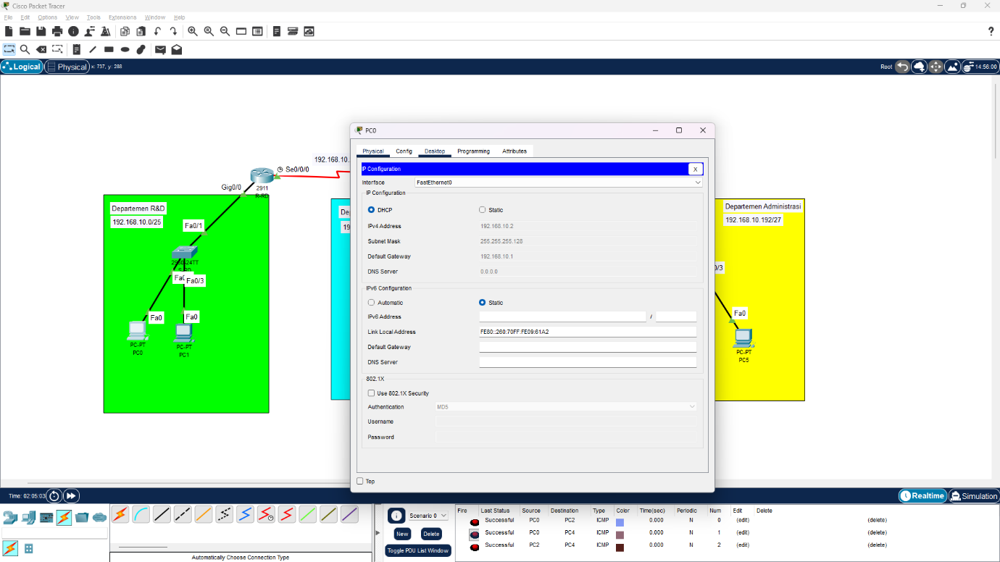 Cisco Packet Tracer
File Edit Options View Tools Extensions Window Help
?
Logical Physical x: 737, y: 288 Root 14:56:00
192.168.10.
Se0/0/0
Gig0/0
2911
R-RD
Departemen R&D
192.168.10.0/25
Fa0/1
2960-24TT
S-RD
Fa0/3
Fa0
Fa0
PC-PT
PC0
PC-PT
PC1
De
19
Departemen Administrasi
192.168.10.192/27
0/3
Fa0
PC-PT
PC5
PC0
Physical Config Desktop Programming Attributes
IP Configuration X
Interface FastEthernet0
IP Configuration
DHCP Static
IPv4 Address 192.168.10.2
Subnet Mask 255.255.255.128
Default Gateway 192.168.10.1
DNS Server 0.0.0.0
IPv6 Configuration
Automatic Static
IPv6 Address /
Link Local Address FE80::260:70FF:FE09:61A2
Default Gateway
DNS Server
802.1X
Use 802.1X Security
Authentication MD5
Username
Password
Top
Time: 02:05:03 Realtime Simulation
Scenario 0
New Delete
Toggle PDU List Window
Automatically Choose Connection Type
Fire Last Status Source Destination Type Color Time(sec) Periodic Num Edit Delete
Successful PC0 PC2 ICMP 0.000 N 0 (edit) (delete)
Successful PC0 PC4 ICMP 0.000 N 1 (edit) (delete)
Successful PC2 PC4 ICMP 0.000 N 2 (edit) (delete)